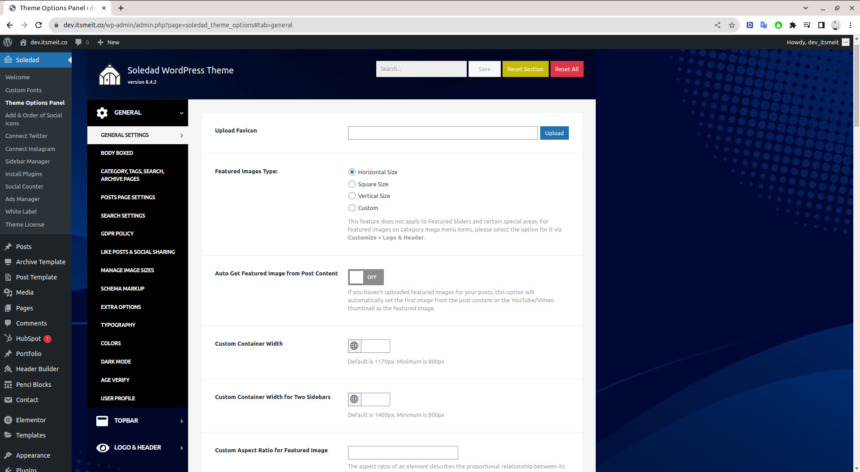 Theme Options Panel ‹ d
dev.itsmeit.co/wp-admin/admin.php?page=soledad_theme_options#tab=general
dev.itsmeit.co
0
New
Howdy, dev_itsmeit
Soledad
Welcome
Custom Fonts
Theme Options Panel
Add & Order of Social
Icons
Connect Twitter
Connect Instagram
Sidebar Manager
Install Plugins
Social Counter
Ads Manager
White Label
Theme License
Posts
Archive Template
Post Template
Media
Pages
Comments
HubSpot
Portfolio
Header Builder
Penci Blocks
Contact
Elementor
Templates
Appearance
Plugins
Soledad WordPress Theme
version 8.4.2
Search...
Save
Reset Section
Reset All
GENERAL
GENERAL SETTINGS
BODY BOXED
CATEGORY, TAGS, SEARCH,
ARCHIVE PAGES
POSTS PAGE SETTINGS
SEARCH SETTINGS
GDPR POLICY
LIKE POSTS & SOCIAL SHARING
MANAGE IMAGE SIZES
SCHEMA MARKUP
EXTRA OPTIONS
TYPOGRAPHY
COLORS
DARK MODE
AGE VERIFY
USER PROFILE
TOPBAR
LOGO & HEADER
Upload Favicon
Upload
Featured Images Type:
Horizontal Size
Square Size
Vertical Size
Custom
This feature does not apply to Featured Sliders and certain special areas. For
featured images on category mega menu items, please select the option for it via
Customize > Logo & Header.
Auto Get Featured Image from Post Content
OFF
If you haven't uploaded featured images for your posts, this option will
automatically set the first image from the post content or the YouTube/Vimeo
thumbnail as the featured image.
Custom Container Width
Default is 1170px. Minimum is 800px
Custom Container Width for Two Sidebars
Default is 1400px. Minimum is 800px
Custom Aspect Ratio for Featured Image
The aspect ratio of an element describes the proportional relationship between its